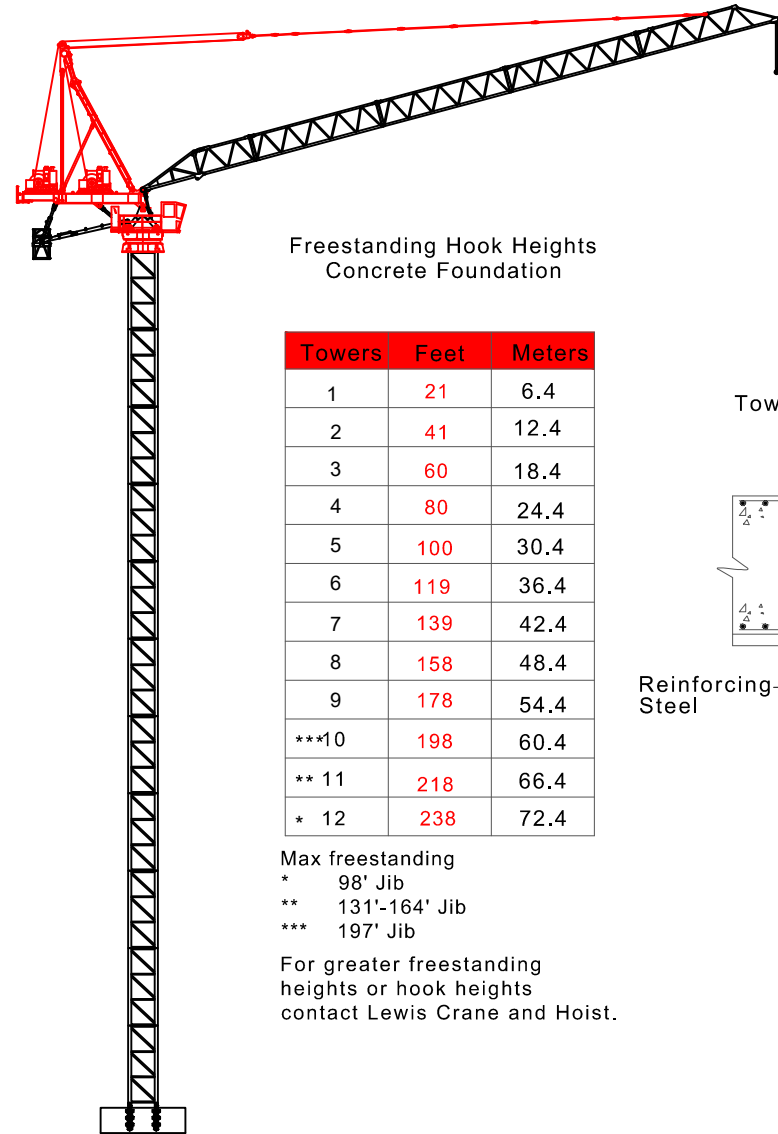 Freestanding Hook Heights
Concrete Foundation
Towers Feet Meters
1 21 6.4
2 41 12.4
3 60 18.4
4 80 24.4
5 100 30.4
6 119 36.4
7 139 42.4
8 158 48.4
9 178 54.4
***10 198 60.4
** 11 218 66.4
* 12 238 72.4
Max freestanding
* 98' Jib
** 131'-164' Jib
*** 197' Jib
For greater freestanding
heights or hook heights
contact Lewis Crane and Hoist.
Tow
Reinforcing
Steel